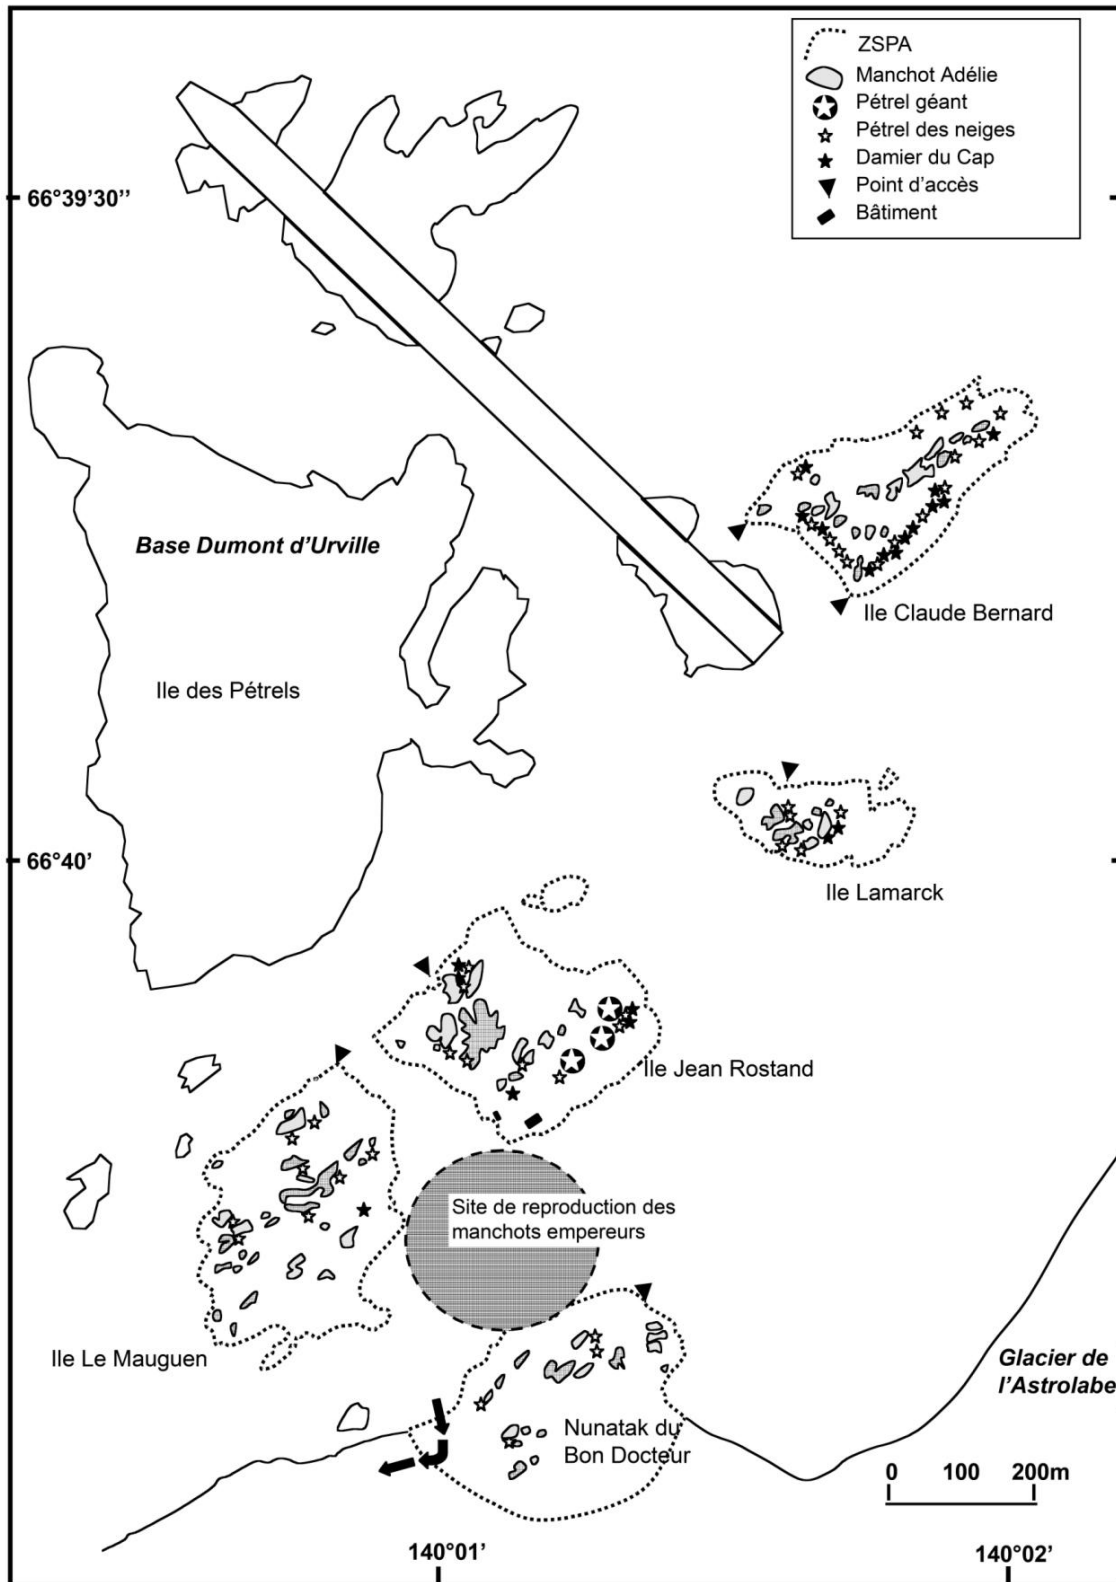 ZSPA
Manchot Adélie
Pétrel géant
Pétrel des neiges
Damier du Cap
Point d'accès
Bâtiment
66°39'30''
Base Dumont d'Urville
Ile Claude Bernard
Ile des Pétrels
66°40'
Ile Lamarck
Ile Jean Rostand
Site de reproduction des
manchots empereurs
Ile Le Mauguen
Glacier de
l'Astrolabe
Nunatak du
Bon Docteur
0 100 200m
140°01'
140°02'